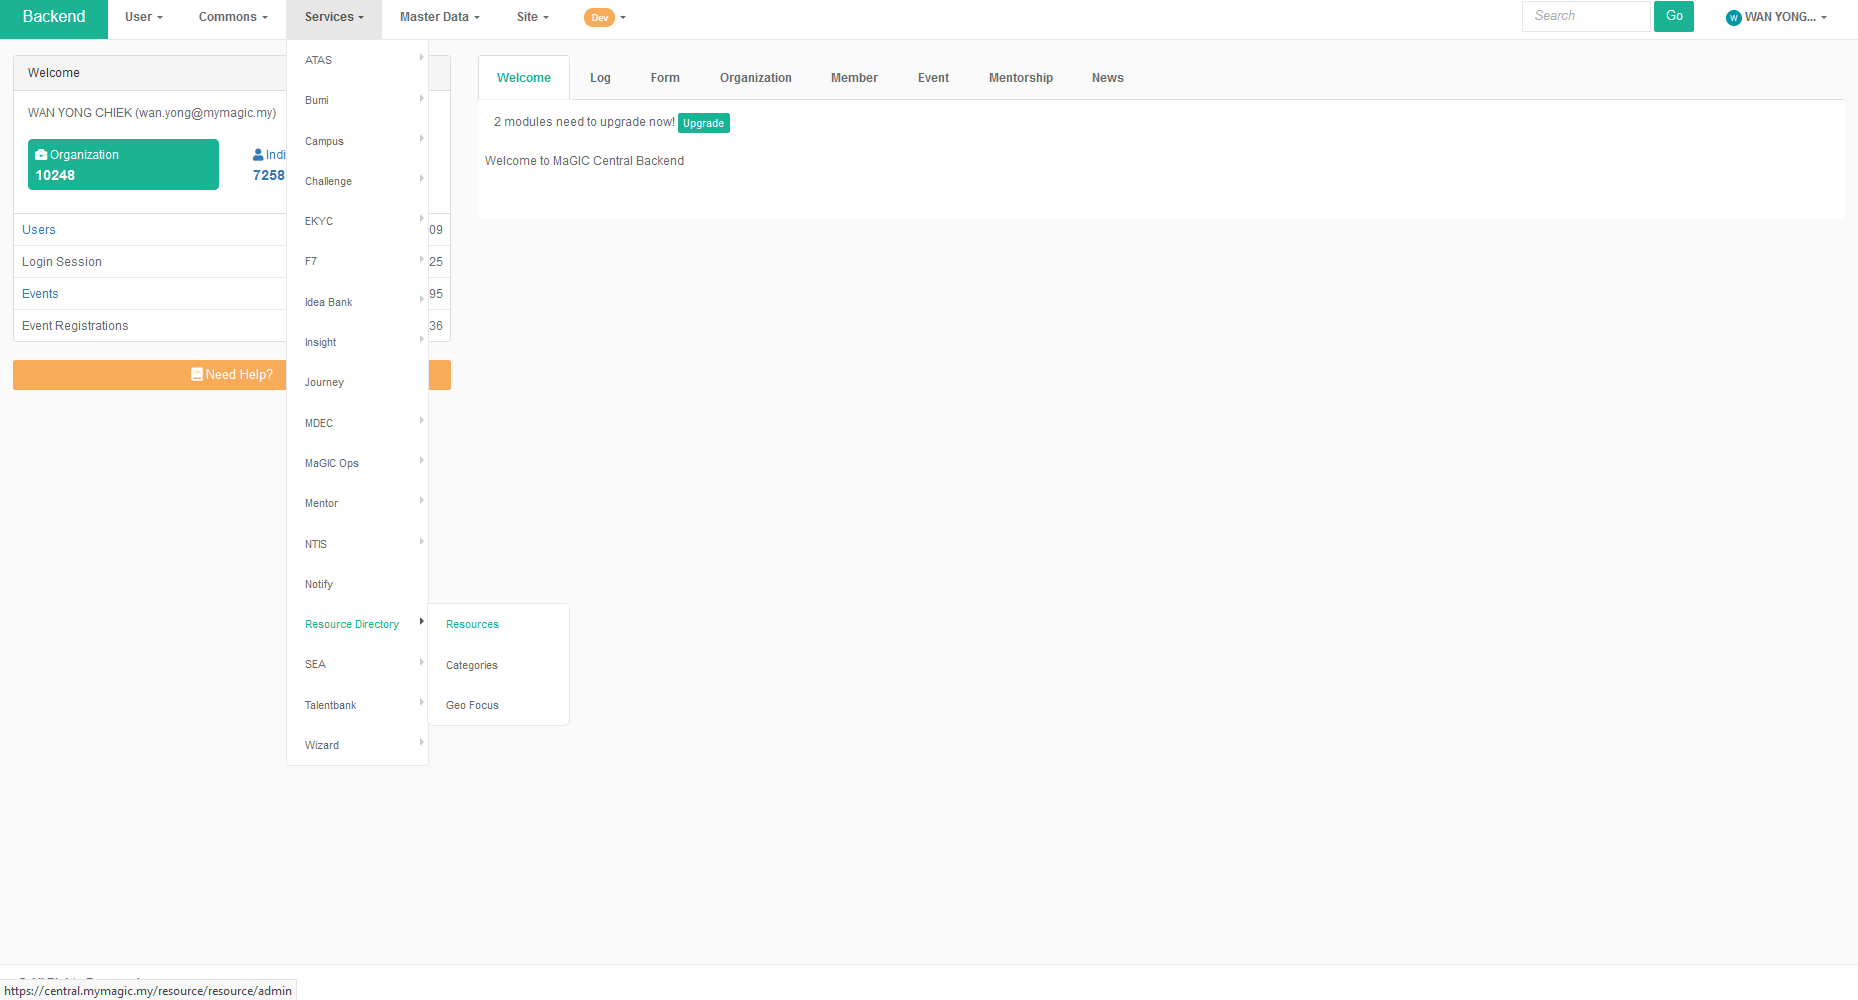 Backend
User
Commons
Services
Master Data
Site
Dev
Search
Go
W WAN YONG...
Welcome
WAN YONG CHIEK (wan.yong@mymagic.my)
Organization
10248
Indi
7258
Users
09
Login Session
25
Events
95
Event Registrations
36
Need Help?
ATAS
Bumi
Campus
Challenge
EKYC
F7
Idea Bank
Insight
Journey
MDEC
MaGIC Ops
Mentor
NTIS
Notify
Resource Directory
SEA
Talentbank
Wizard
Resources
Categories
Geo Focus
Welcome
Log
Form
Organization
Member
Event
Mentorship
News
2 modules need to upgrade now! Upgrade
Welcome to MaGIC Central Backend
https://central.mymagic.my/resource/resource/admin